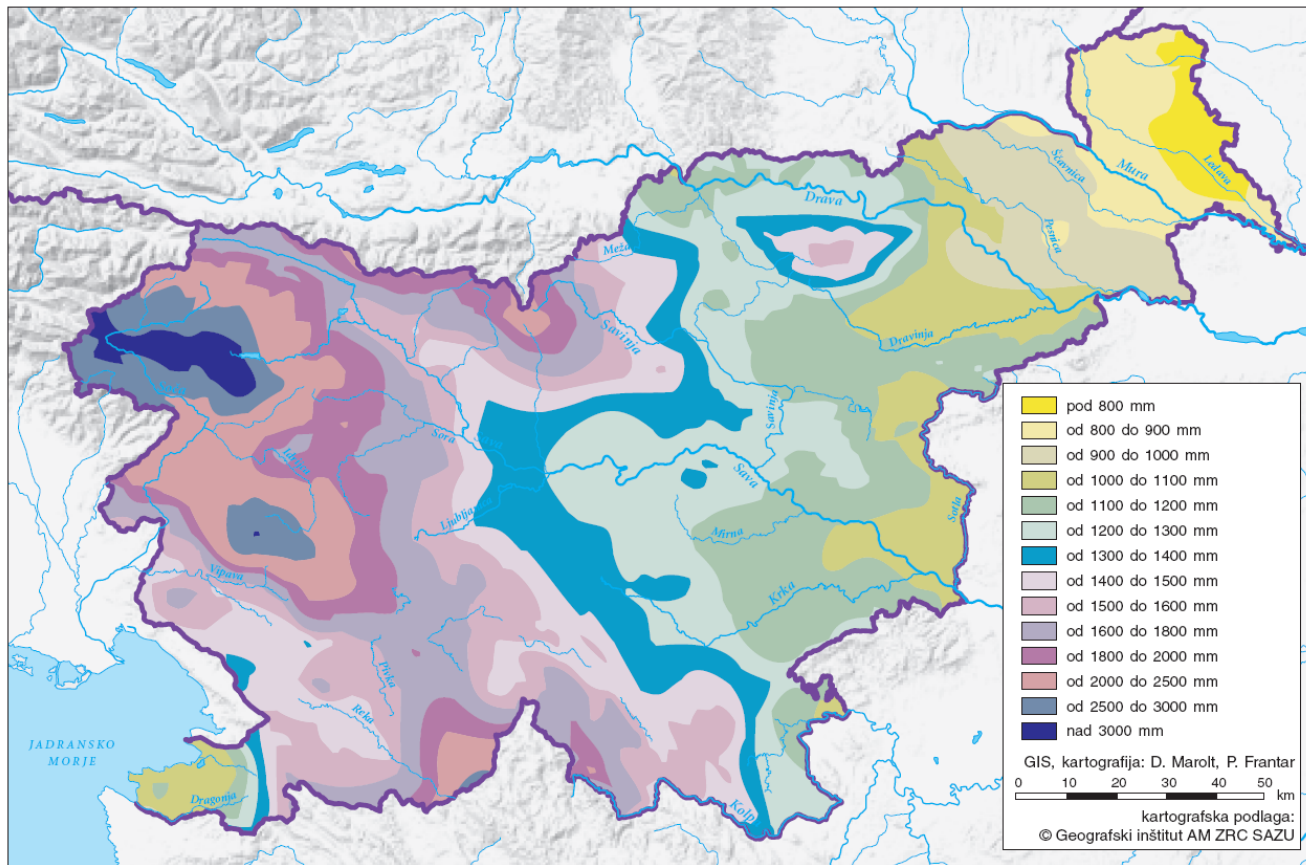 Mura
Ščavnica
Ledava
Drava
Pesnica
Meža
Dravinja
Savinja
Soča
Savinja
Sora
Sava
Idrijca
Sava
Ljubljanica
Mirna
Sotla
Vipava
Krka
Pivka
Reka
JADRANSKO
MORJE
Dragonja
Kolp
pod 800 mm
od 800 do 900 mm
od 900 do 1000 mm
od 1000 do 1100 mm
od 1100 do 1200 mm
od 1200 do 1300 mm
od 1300 do 1400 mm
od 1400 do 1500 mm
od 1500 do 1600 mm
od 1600 do 1800 mm
od 1800 do 2000 mm
od 2000 do 2500 mm
od 2500 do 3000 mm
nad 3000 mm
GIS, kartografija: D. Marolt, P. Frantar
0 10 20 30 40 50
km
kartografska podlaga:
© Geografski inštitut AM ZRC SAZU